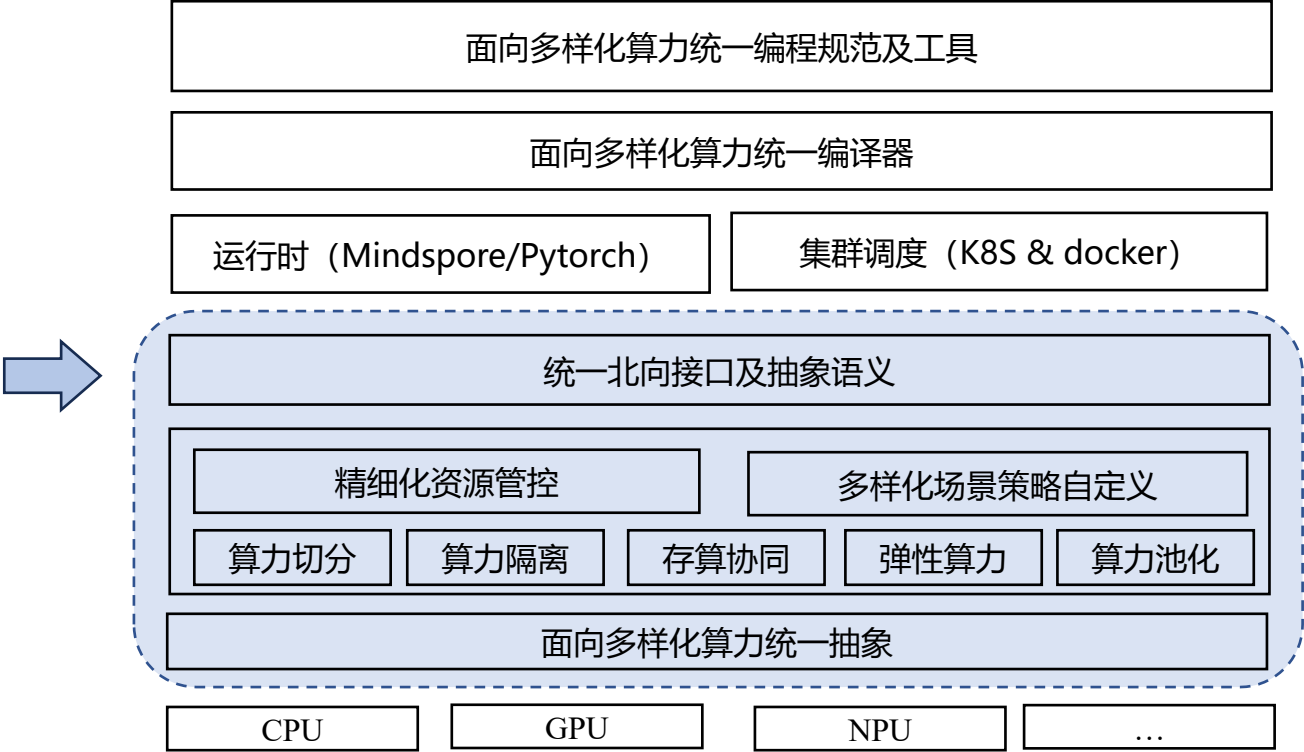 面向多样化算力统一编程规范及工具
面向多样化算力统一编译器
运行时（Mindspore/Pytorch）
集群调度（K8S & docker）
统一北向接口及抽象语义
精细化资源管控
多样化场景策略自定义
算力切分
算力隔离
存算协同
弹性算力
算力池化
面向多样化算力统一抽象
CPU
GPU
NPU
…